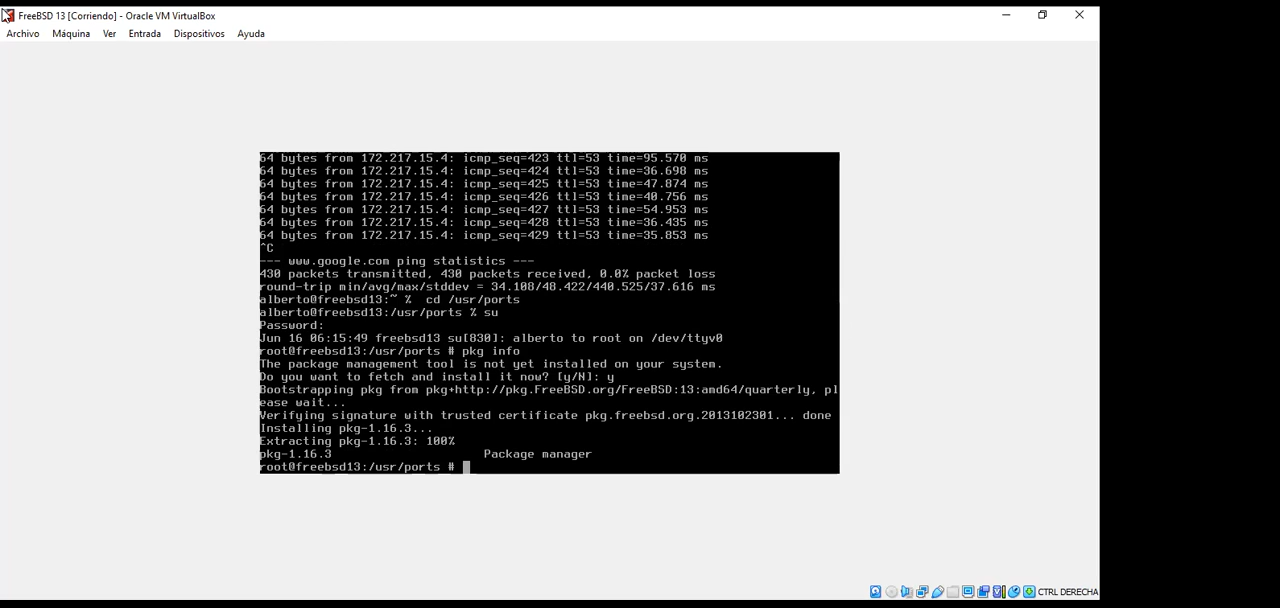 FreeBSD 13 [Corriendo] - Oracle VM VirtualBox
Archivo Máquina Ver Entrada Dispositivos Ayuda
64 bytes from 172.217.15.4: icmp_seq=423 ttl=53 time=95.570 ms
64 bytes from 172.217.15.4: icmp_seq=424 ttl=53 time=36.698 ms
64 bytes from 172.217.15.4: icmp_seq=425 ttl=53 time=47.874 ms
64 bytes from 172.217.15.4: icmp_seq=426 ttl=53 time=40.756 ms
64 bytes from 172.217.15.4: icmp_seq=427 ttl=53 time=54.953 ms
64 bytes from 172.217.15.4: icmp_seq=428 ttl=53 time=36.435 ms
64 bytes from 172.217.15.4: icmp_seq=429 ttl=53 time=35.853 ms
^C
--- www.google.com ping statistics ---
430 packets transmitted, 430 packets received, 0.0% packet loss
round-trip min/avg/max/stddev = 34.108/48.422/440.525/37.616 ms
alberto@freebsd13:~ % cd /usr/ports
alberto@freebsd13:/usr/ports % su
Password:
Jun 16 06:15:49 freebsd13 su[830]: alberto to root on /dev/ttyv0
root@freebsd13:/usr/ports # pkg info
The package management tool is not yet installed on your system.
Do you want to fetch and install it now? [y/N]: y
Bootstrapping pkg from pkg+http://pkg.FreeBSD.org/FreeBSD:13:amd64/quarterly, pl
ease wait...
Verifying signature with trusted certificate pkg.freebsd.org.2013102301... done
Installing pkg-1.16.3...
Extracting pkg-1.16.3: 100%
pkg-1.16.3 Package manager
root@freebsd13:/usr/ports #
CTRL DERECHA